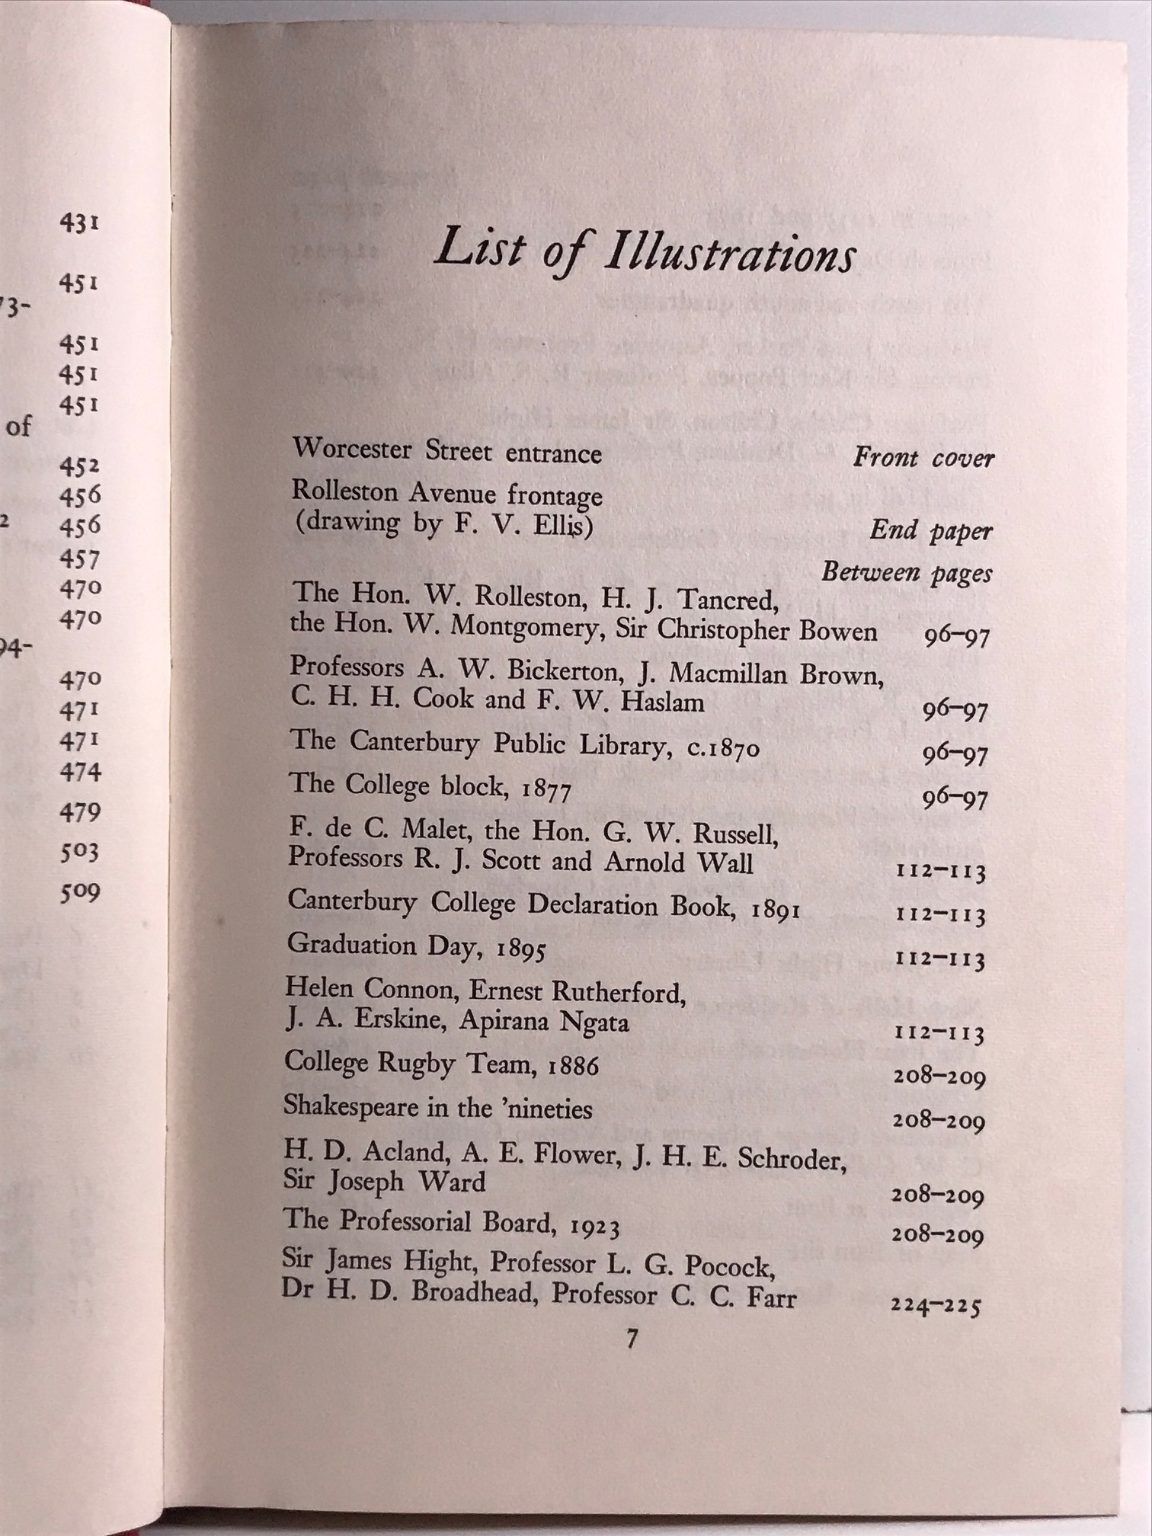 431
451
73-
451
451
451
of
452
456
2
456
457
470
470
94-
470
471
471
474
479
503
509
List of Illustrations
Worcester Street entrance Front cover
Rolleston Avenue frontage
(drawing by F. V. Ellis) End paper
Between pages
The Hon. W. Rolleston, H. J. Tancred,
the Hon. W. Montgomery, Sir Christopher Bowen 96–97
Professors A. W. Bickerton, J. Macmillan Brown,
C. H. H. Cook and F. W. Haslam 96–97
The Canterbury Public Library, c.1870 96–97
The College block, 1877 96–97
F. de C. Malet, the Hon. G. W. Russell,
Professors R. J. Scott and Arnold Wall 112–113
Canterbury College Declaration Book, 1891 112–113
Graduation Day, 1895 112–113
Helen Connon, Ernest Rutherford,
J. A. Erskine, Apirana Ngata 112–113
College Rugby Team, 1886 208–209
Shakespeare in the ’nineties 208–209
H. D. Acland, A. E. Flower, J. H. E. Schroder,
Sir Joseph Ward 208–209
The Professorial Board, 1923 208–209
Sir James Hight, Professor L. G. Pocock,
Dr H. D. Broadhead, Professor C. C. Farr 224–225
7